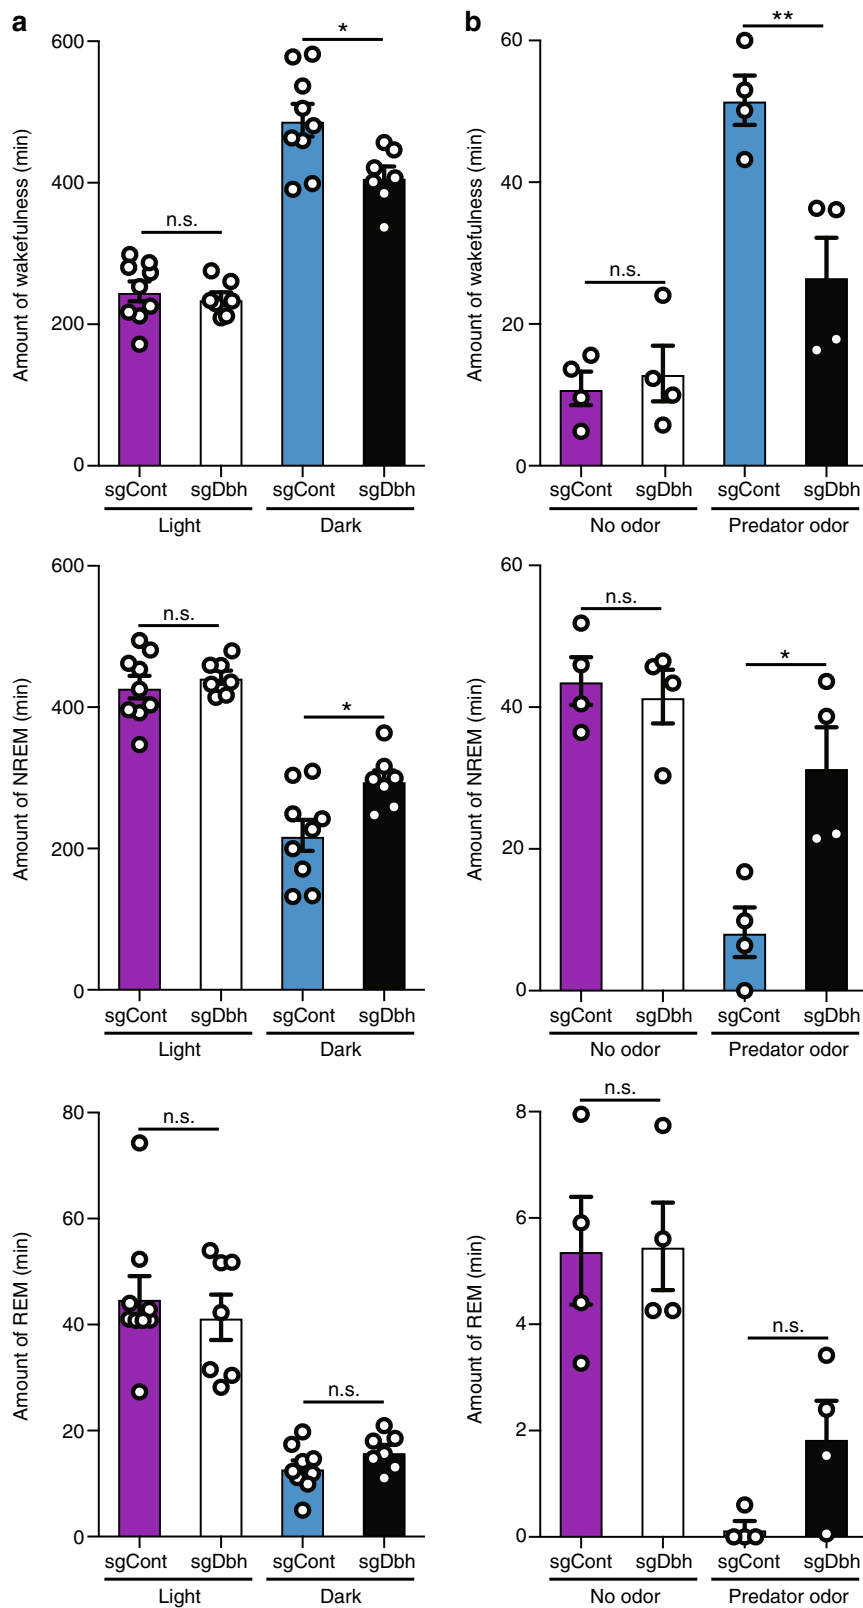 a
Amount of wakefulness (min)
600
400
200
0
n.s.
*
sgCont sgDbh sgCont sgDbh
Light Dark
b
Amount of wakefulness (min)
60
40
20
0
n.s.
**
sgCont sgDbh sgCont sgDbh
No odor Predator odor
Amount of NREM (min)
600
400
200
0
n.s.
*
sgCont sgDbh sgCont sgDbh
Light Dark
Amount of NREM (min)
60
40
20
0
n.s.
*
sgCont sgDbh sgCont sgDbh
No odor Predator odor
Amount of REM (min)
80
60
40
20
0
n.s.
n.s.
sgCont sgDbh sgCont sgDbh
Light Dark
Amount of REM (min)
8
6
4
2
0
n.s.
n.s.
sgCont sgDbh sgCont sgDbh
No odor Predator odor